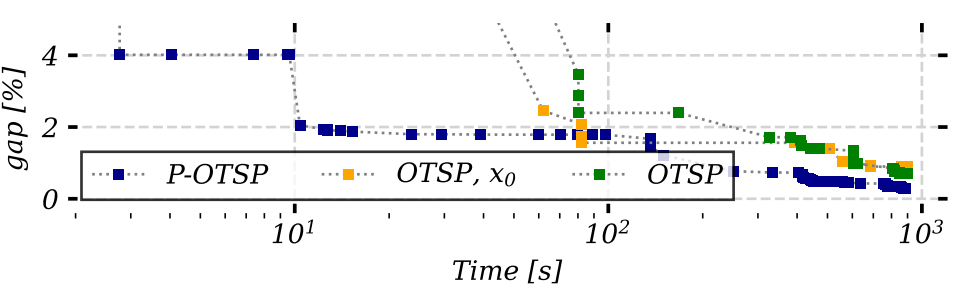 gap [%]
4
2
0
P-OTSP OTSP, x₀ OTSP
10¹ 10² 10³
Time [s]